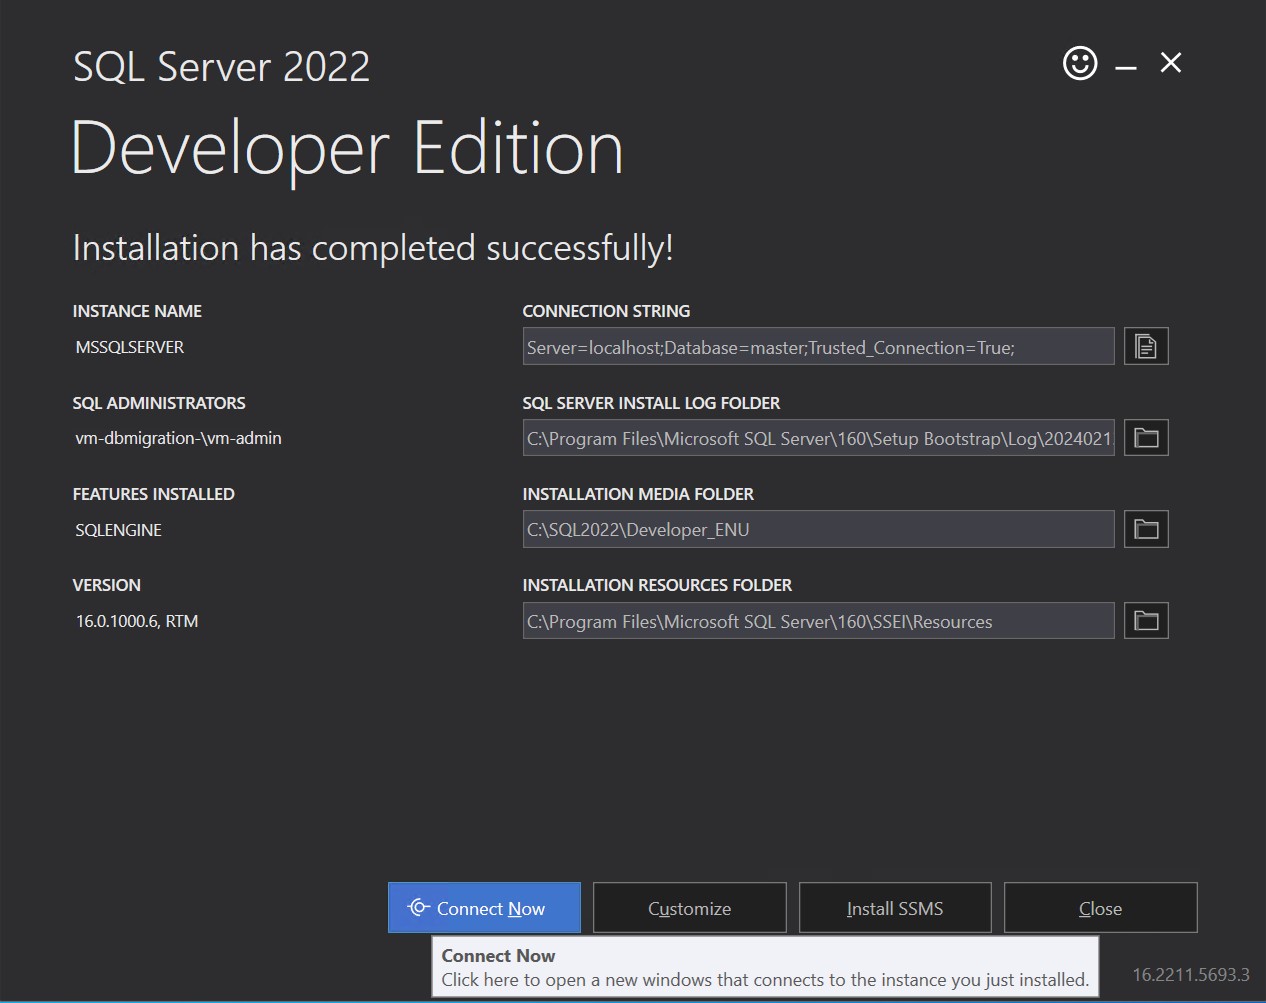 SQL Server 2022
Developer Edition
Installation has completed successfully!
INSTANCE NAME
MSSQLSERVER
CONNECTION STRING
Server=localhost;Database=master;Trusted_Connection=True;
SQL ADMINISTRATORS
vm-dbmigration-\vm-admin
SQL SERVER INSTALL LOG FOLDER
C:\Program Files\Microsoft SQL Server\160\Setup Bootstrap\Log\2024021
FEATURES INSTALLED
SQLENGINE
INSTALLATION MEDIA FOLDER
C:\SQL2022\Developer_ENU
VERSION
16.0.1000.6, RTM
INSTALLATION RESOURCES FOLDER
C:\Program Files\Microsoft SQL Server\160\SSEI\Resources
Connect Now
Customize
Install SSMS
Close
Connect Now
Click here to open a new windows that connects to the instance you just installed.
16.2211.5693.3